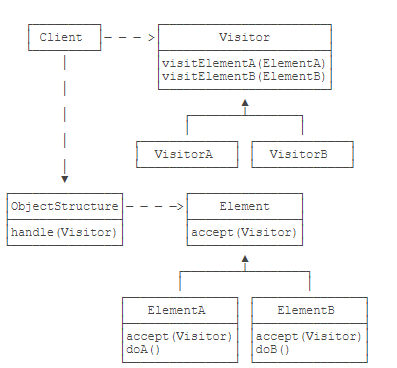 Client
Visitor
visitElementA(ElementA)
visitElementB(ElementB)
VisitorA
VisitorB
ObjectStructure
Element
handle(Visitor)
accept(Visitor)
ElementA
ElementB
accept(Visitor)
accept(Visitor)
doA()
doB()